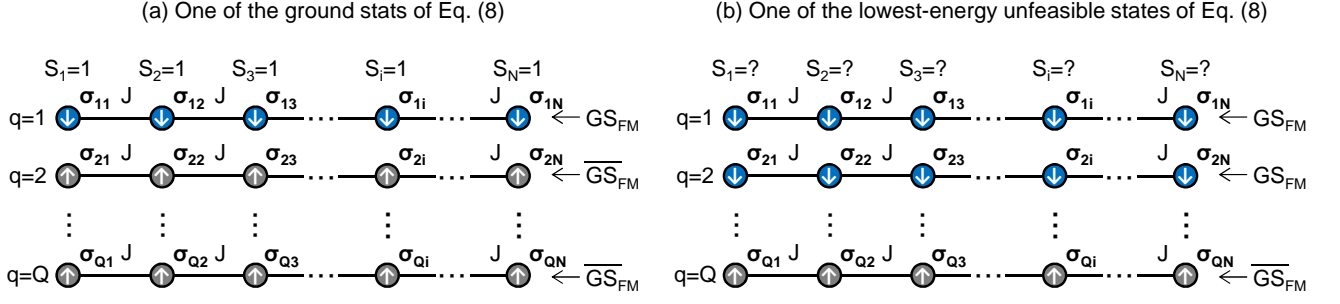 (a) One of the ground stats of Eq. (8)
S1=1 S2=1 S3=1 Si=1 SN=1
σ11 J σ12 J σ13 σ1i J σ1N
q=1 ... ... ← GSFM
σ21 J σ22 J σ23 σ2i J σ2N
q=2 ... ... ← G̅S̅FM
σQ1 J σQ2 J σQ3 σQi J σQN
q=Q ... ... ← G̅S̅FM
(b) One of the lowest-energy unfeasible states of Eq. (8)
S1=? S2=? S3=? Si=? SN=?
σ11 J σ12 J σ13 σ1i J σ1N
q=1 ... ... ← GSFM
σ21 J σ22 J σ23 σ2i J σ2N
q=2 ... ... ← GSFM
σQ1 J σQ2 J σQ3 σQi J σQN
q=Q ... ... ← G̅S̅FM